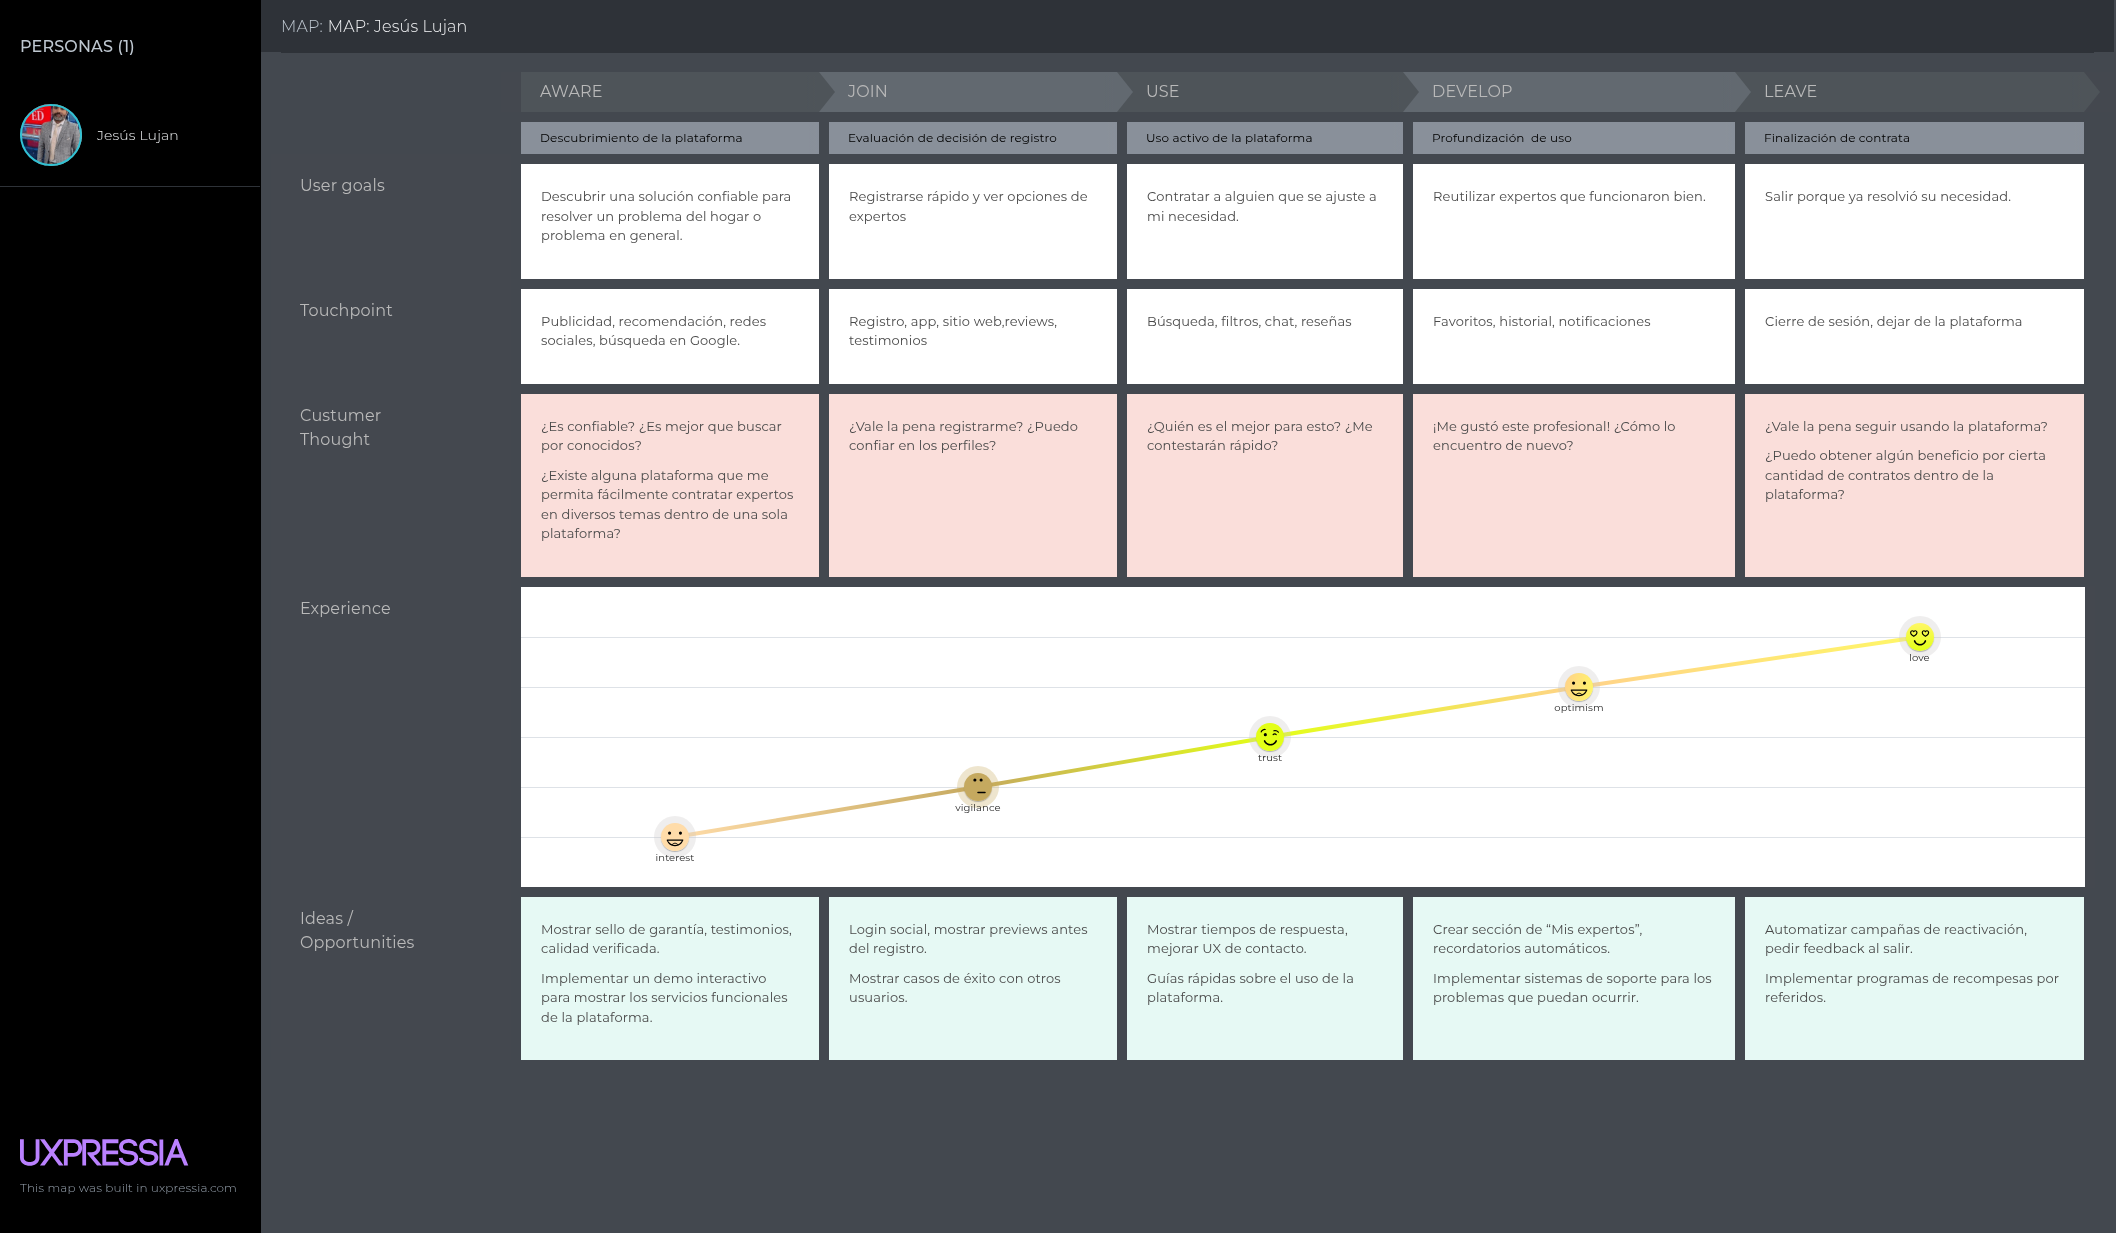 PERSONAS (1)
ED
Jesús Lujan
MAP: MAP: Jesús Lujan
AWARE
JOIN
USE
DEVELOP
LEAVE
Descubrimiento de la plataforma
Evaluación de decisión de registro
Uso activo de la plataforma
Profundización  de uso
Finalización de contrata
User goals
Descubrir una solución confiable para
resolver un problema del hogar o
problema en general.
Registrarse rápido y ver opciones de
expertos
Contratar a alguien que se ajuste a
mi necesidad.
Reutilizar expertos que funcionaron bien.
Salir porque ya resolvió su necesidad.
Touchpoint
Publicidad, recomendación, redes
sociales, búsqueda en Google.
Registro, app, sitio web,reviews,
testimonios
Búsqueda, filtros, chat, reseñas
Favoritos, historial, notificaciones
Cierre de sesión, dejar de la plataforma
Custumer
Thought
¿Es confiable? ¿Es mejor que buscar
por conocidos?
¿Existe alguna plataforma que me
permita fácilmente contratar expertos
en diversos temas dentro de una sola
plataforma?
¿Vale la pena registrarme? ¿Puedo
confiar en los perfiles?
¿Quién es el mejor para esto? ¿Me
contestarán rápido?
¡Me gustó este profesional! ¿Cómo lo
encuentro de nuevo?
¿Vale la pena seguir usando la plataforma?
¿Puedo obtener algún beneficio por cierta
cantidad de contratos dentro de la
plataforma?
Experience
interest
vigilance
trust
optimism
love
Ideas /
Opportunities
Mostrar sello de garantía, testimonios,
calidad verificada.
Implementar un demo interactivo
para mostrar los servicios funcionales
de la plataforma.
Login social, mostrar previews antes
del registro.
Mostrar casos de éxito con otros
usuarios.
Mostrar tiempos de respuesta,
mejorar UX de contacto.
Guías rápidas sobre el uso de la
plataforma.
Crear sección de “Mis expertos”,
recordatorios automáticos.
Implementar sistemas de soporte para los
problemas que puedan ocurrir.
Automatizar campañas de reactivación,
pedir feedback al salir.
Implementar programas de recompesas por
referidos.
UXPRESSIA
This map was built in uxpressia.com